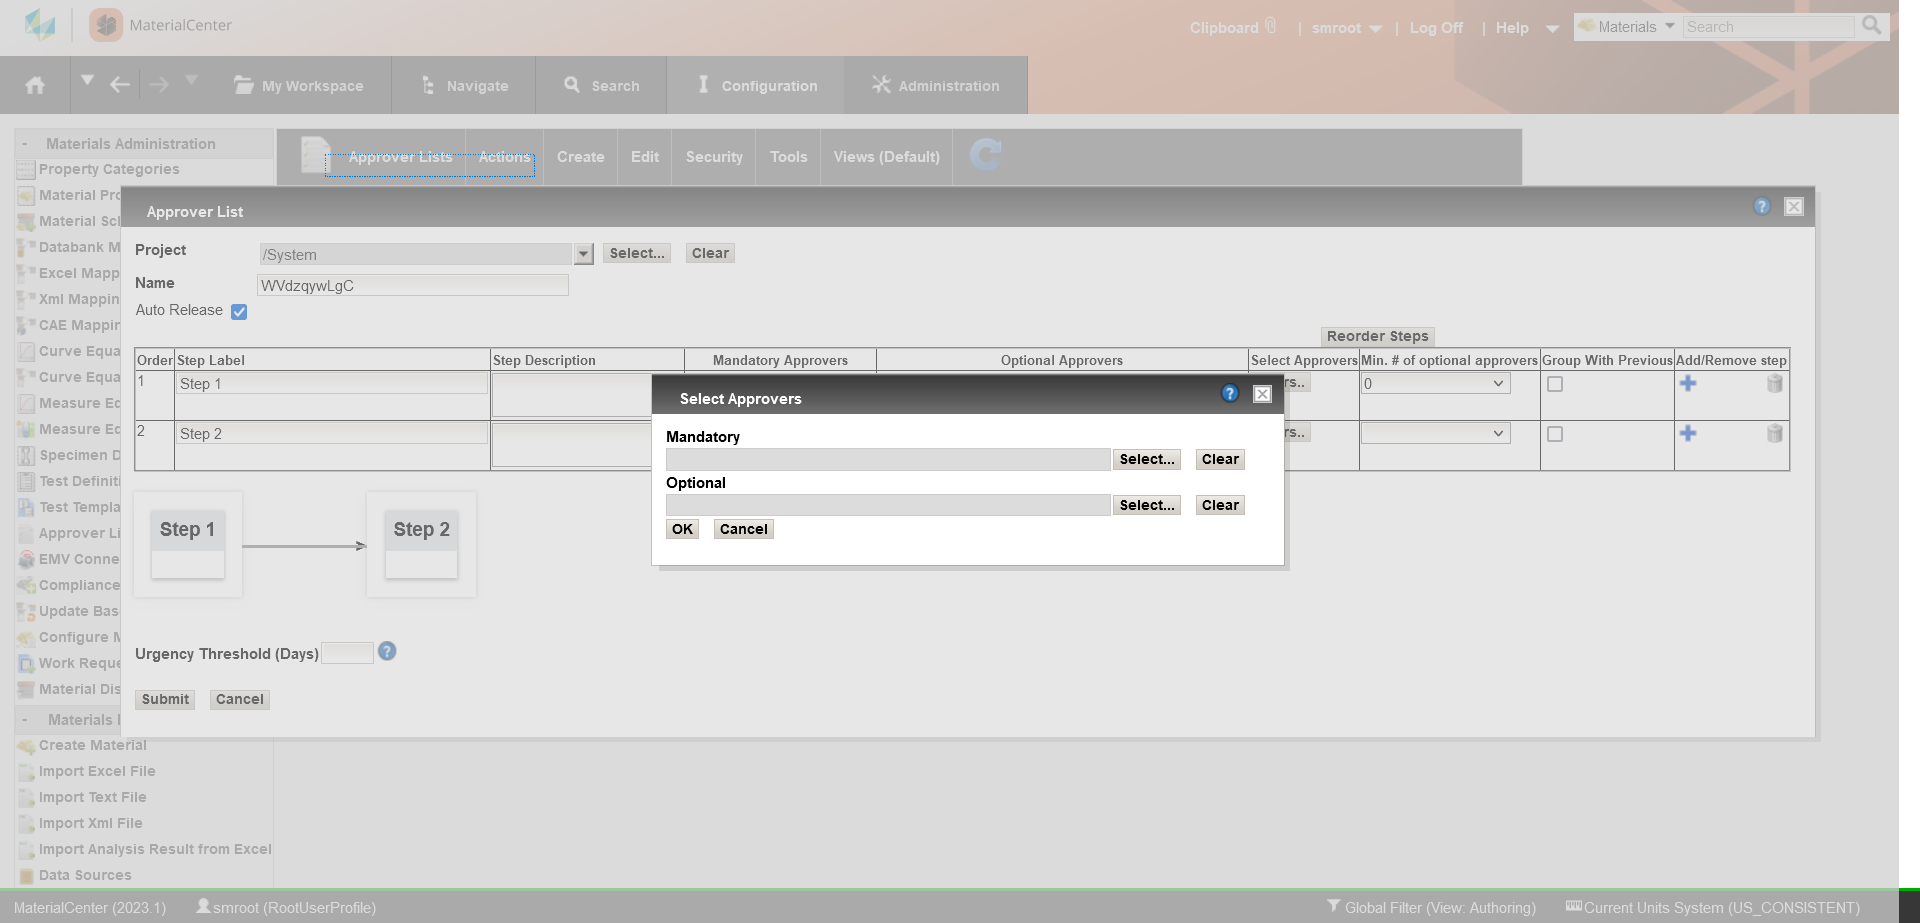 MaterialCenter
Clipboard | smroot | Log Off | Help Materials Search
My Workspace Navigate Search Configuration Administration
- Materials Administration
Approver Lists Actions Create Edit Security Tools Views (Default)
Property Categories
Material Pro
Material Sch
Databank M
Excel Mapp
Xml Mappin
CAE Mappin
Curve Equa
Curve Equa
Measure Eq
Measure Eq
Specimen D
Test Definiti
Test Templa
Approver Li
EMV Conne
Compliance
Update Bas
Configure M
Work Reque
Material Dis
- Materials I
Create Material
Import Excel File
Import Text File
Import Xml File
Import Analysis Result from Excel
Data Sources
Approver List
Project /System Select... Clear
Name WVdzqywLgC
Auto Release
Reorder Steps
Order Step Label Step Description Mandatory Approvers Optional Approvers Select Approvers Min. # of optional approvers Group With Previous Add/Remove step
1 Step 1 rs.. 0
2 Step 2 rs..
Select Approvers
Mandatory
Select... Clear
Optional
Select... Clear
OK Cancel
Step 1 Step 2
Urgency Threshold (Days)
Submit Cancel
MaterialCenter (2023.1) smroot (RootUserProfile) Global Filter (View: Authoring) Current Units System (US_CONSISTENT)